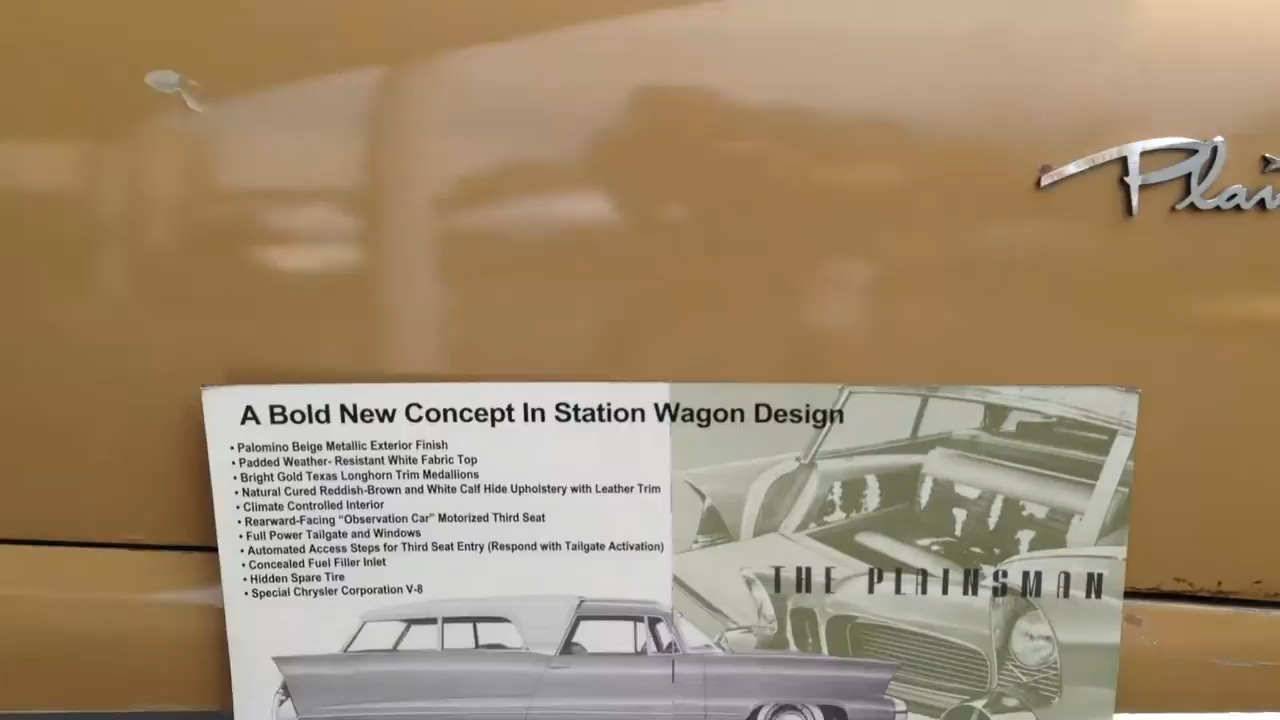 Plai
A Bold New Concept In Station Wagon Design
• Palomino Beige Metallic Exterior Finish
• Padded Weather- Resistant White Fabric Top
• Bright Gold Texas Longhorn Trim Medallions
• Natural Cured Reddish-Brown and White Calf Hide Upholstery with Leather Trim
• Climate Controlled Interior
• Rearward-Facing “Observation Car” Motorized Third Seat
• Full Power Tailgate and Windows
• Automated Access Steps for Third Seat Entry (Respond with Tailgate Activation)
• Concealed Fuel Filler Inlet
• Hidden Spare Tire
• Special Chrysler Corporation V-8
THE PLAINSMAN